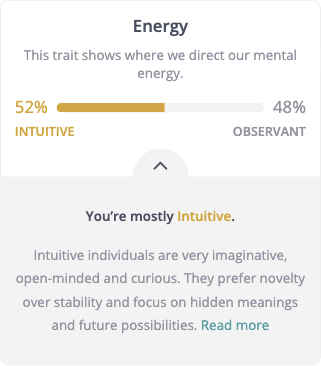 Energy
This trait shows where we direct our mental
energy.
52% 48%
INTUITIVE OBSERVANT
You’re mostly Intuitive.
Intuitive individuals are very imaginative,
open-minded and curious. They prefer novelty
over stability and focus on hidden meanings
and future possibilities. Read more